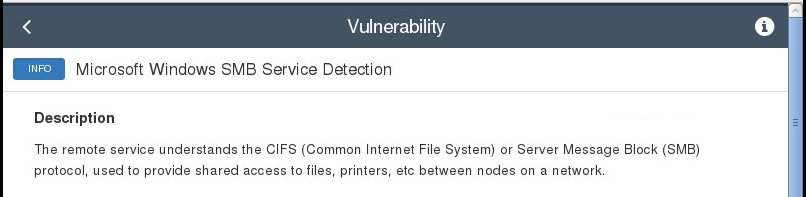 Vulnerability
INFO Microsoft Windows SMB Service Detection
Description
The remote service understands the CIFS (Common Internet File System) or Server Message Block (SMB)
protocol, used to provide shared access to files, printers, etc between nodes on a network.